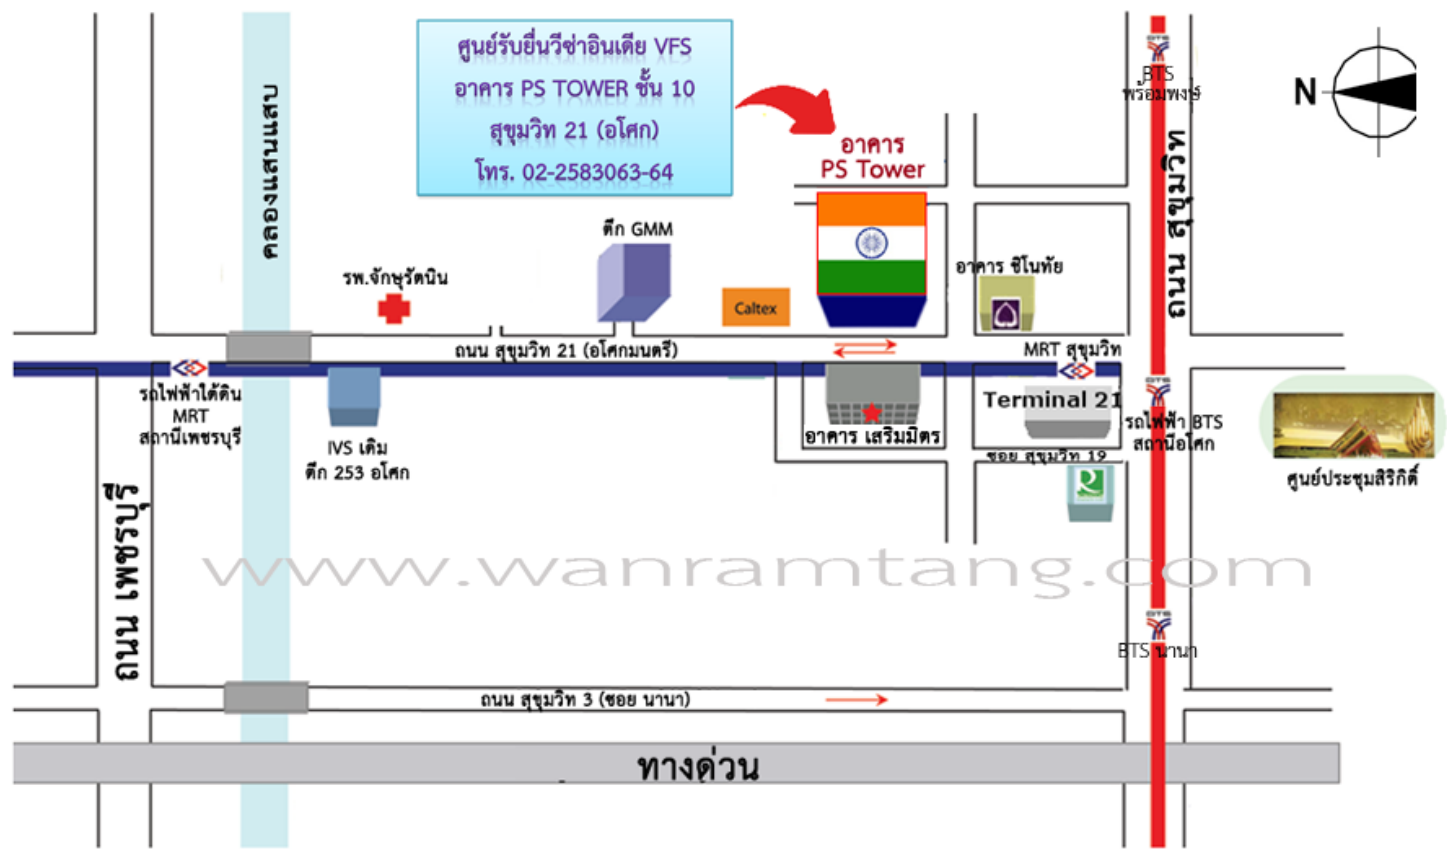 ศูนย์รับยื่นวีซ่าอินเดีย VFS
อาคาร PS TOWER ชั้น 10
สุขุมวิท 21 (อโศก)
โทร. 02-2583063-64
อาคาร
PS Tower
BTS
พร้อมพงษ์
N
ถนน สุขุมวิท
คลองแสนแสบ
ตึก GMM
รพ.จักษุรัตนิน
Caltex
อาคาร ชิโนทัย
ถนน สุขุมวิท 21 (อโศกมนตรี)
MRT สุขุมวิท
รถไฟฟ้าใต้ดิน
MRT
สถานีเพชรบุรี
IVS เดิม
ตึก 253 อโศก
อาคาร เสริมมิตร
Terminal 21
รถไฟฟ้า BTS
สถานีอโศก
ซอย สุขุมวิท 19
R
ศูนย์ประชุมสิริกิติ์
ถนน เพชรบุรี
www.wanramtang.com
BTS นานา
ถนน สุขุมวิท 3 (ซอย นานา)
ทางด่วน